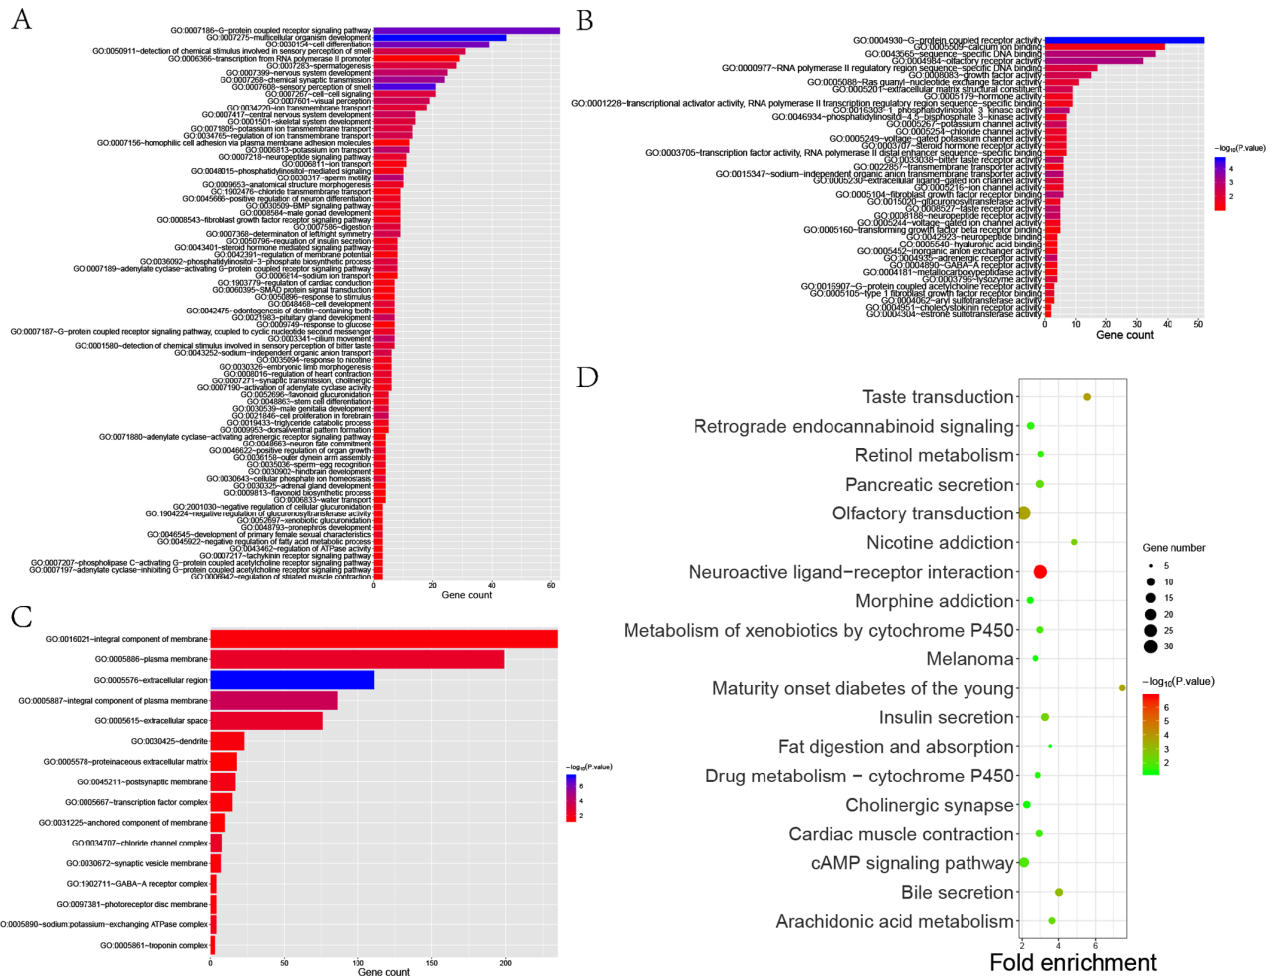 A
GO:0007186~G-protein coupled receptor signaling pathway
GO:0007275~multicellular organism development
GO:0030154~cell differentiation
GO:0050911~detection of chemical stimulus involved in sensory perception of smell
GO:0006366~transcription from RNA polymerase II promoter
GO:0007283~spermatogenesis
GO:0007399~nervous system development
GO:0007268~chemical synaptic transmission
GO:0007608~sensory perception of smell
GO:0007267~cell-cell signaling
GO:0007601~visual perception
GO:0034220~ion transmembrane transport
GO:0007417~central nervous system development
GO:0001501~skeletal system development
GO:0071805~potassium ion transmembrane transport
GO:0034765~regulation of ion transmembrane transport
GO:0007156~homophilic cell adhesion via plasma membrane adhesion molecules
GO:0006813~potassium ion transport
GO:0007218~neuropeptide signaling pathway
GO:0006811~ion transport
GO:0048015~phosphatidylinositol-mediated signaling
GO:0030317~sperm motility
GO:0009653~anatomical structure morphogenesis
GO:1902476~chloride transmembrane transport
GO:0045666~positive regulation of neuron differentiation
GO:0030509~BMP signaling pathway
GO:0008584~male gonad development
GO:0008543~fibroblast growth factor receptor signaling pathway
GO:0007586~digestion
GO:0007368~determination of left/right symmetry
GO:0050796~regulation of insulin secretion
GO:0043401~steroid hormone mediated signaling pathway
GO:0042391~regulation of membrane potential
GO:0036092~phosphatidylinositol-3-phosphate biosynthetic process
GO:0007189~adenylate cyclase-activating G-protein coupled receptor signaling pathway
GO:0006814~sodium ion transport
GO:1903779~regulation of cardiac conduction
GO:0060395~SMAD protein signal transduction
GO:0050896~response to stimulus
GO:0048468~cell development
GO:0042475~odontogenesis of dentin-containing tooth
GO:0021983~pituitary gland development
GO:0009749~response to glucose
GO:0007187~G-protein coupled receptor signaling pathway, coupled to cyclic nucleotide second messenger
GO:0003341~cilium movement
GO:0001580~detection of chemical stimulus involved in sensory perception of bitter taste
GO:0043252~sodium-independent organic anion transport
GO:0035094~response to nicotine
GO:0030326~embryonic limb morphogenesis
GO:0008016~regulation of heart contraction
GO:0007271~synaptic transmission, cholinergic
GO:0007190~activation of adenylate cyclase activity
GO:0052696~flavonoid glucuronidation
GO:0048863~stem cell differentiation
GO:0030539~male genitalia development
GO:0021846~cell proliferation in forebrain
GO:0019433~triglyceride catabolic process
GO:0009953~dorsal/ventral pattern formation
GO:0071880~adenylate cyclase-activating adrenergic receptor signaling pathway
GO:0048663~neuron fate commitment
GO:0046622~positive regulation of organ growth
GO:0036158~outer dynein arm assembly
GO:0035036~sperm-egg recognition
GO:0030902~hindbrain development
GO:0030643~cellular phosphate ion homeostasis
GO:0030325~adrenal gland development
GO:0009813~flavonoid biosynthetic process
GO:0006833~water transport
GO:2001030~negative regulation of cellular glucuronidation
GO:1904224~negative regulation of glucuronosyltransferase activity
GO:0052697~xenobiotic glucuronidation
GO:0048793~pronephros development
GO:0046545~development of primary female sexual characteristics
GO:0045922~negative regulation of fatty acid metabolic process
GO:0043462~regulation of ATPase activity
GO:0007217~tachykinin receptor signaling pathway
GO:0007207~phospholipase C-activating G-protein coupled acetylcholine receptor signaling pathway
GO:0007197~adenylate cyclase-inhibiting G-protein coupled acetylcholine receptor signaling pathway
GO:0006942~regulation of striated muscle contraction
0 20 40 60
Gene count
B
GO:0004930~G-protein coupled receptor activity
GO:0005509~calcium ion binding
GO:0043565~sequence-specific DNA binding
GO:0004984~olfactory receptor activity
GO:0000977~RNA polymerase II regulatory region sequence-specific DNA binding
GO:0008083~growth factor activity
GO:0005088~Ras guanyl-nucleotide exchange factor activity
GO:0005201~extracellular matrix structural constituent
GO:0005179~hormone activity
GO:0001228~transcriptional activator activity, RNA polymerase II transcription regulatory region sequence-specific binding
GO:0016303~1-phosphatidylinositol-3-kinase activity
GO:0046934~phosphatidylinositol-4,5-bisphosphate 3-kinase activity
GO:0005267~potassium channel activity
GO:0005254~chloride channel activity
GO:0005249~voltage-gated potassium channel activity
GO:0003707~steroid hormone receptor activity
GO:0003705~transcription factor activity, RNA polymerase II distal enhancer sequence-specific binding
GO:0033038~bitter taste receptor activity
GO:0022857~transmembrane transporter activity
GO:0015347~sodium-independent organic anion transmembrane transporter activity
GO:0005230~extracellular ligand-gated ion channel activity
GO:0005216~ion channel activity
GO:0005104~fibroblast growth factor receptor binding
GO:0015020~glucuronosyltransferase activity
GO:0008527~taste receptor activity
GO:0008188~neuropeptide receptor activity
GO:0005244~voltage-gated ion channel activity
GO:0005160~transforming growth factor beta receptor binding
GO:0042923~neuropeptide binding
GO:0005540~hyaluronic acid binding
GO:0005452~inorganic anion exchanger activity
GO:0004935~adrenergic receptor activity
GO:0004890~GABA-A receptor activity
GO:0004181~metallocarboxypeptidase activity
GO:0003796~lysozyme activity
GO:0016907~G-protein coupled acetylcholine receptor activity
GO:0005105~type 1 fibroblast growth factor receptor binding
GO:0004062~aryl sulfotransferase activity
GO:0004951~cholecystokinin receptor activity
GO:0004304~estrone sulfotransferase activity
0 10 20 30 40 50
Gene count
-log10(P.value)
4
3
2
C
GO:0016021~integral component of membrane
GO:0005886~plasma membrane
GO:0005576~extracellular region
GO:0005887~integral component of plasma membrane
GO:0005615~extracellular space
GO:0030425~dendrite
GO:0005578~proteinaceous extracellular matrix
GO:0045211~postsynaptic membrane
GO:0005667~transcription factor complex
GO:0031225~anchored component of membrane
GO:0034707~chloride channel complex
GO:0030672~synaptic vesicle membrane
GO:1902711~GABA-A receptor complex
GO:0097381~photoreceptor disc membrane
GO:0005890~sodium:potassium-exchanging ATPase complex
GO:0005861~troponin complex
0 50 100 150 200
Gene count
-log10(P.value)
6
4
2
D
Taste transduction
Retrograde endocannabinoid signaling
Retinol metabolism
Pancreatic secretion
Olfactory transduction
Nicotine addiction
Neuroactive ligand-receptor interaction
Morphine addiction
Metabolism of xenobiotics by cytochrome P450
Melanoma
Maturity onset diabetes of the young
Insulin secretion
Fat digestion and absorption
Drug metabolism - cytochrome P450
Cholinergic synapse
Cardiac muscle contraction
cAMP signaling pathway
Bile secretion
Arachidonic acid metabolism
2 4 6
Fold enrichment
Gene number
5
10
15
20
25
30
-log10(P.value)
6
5
4
3
2